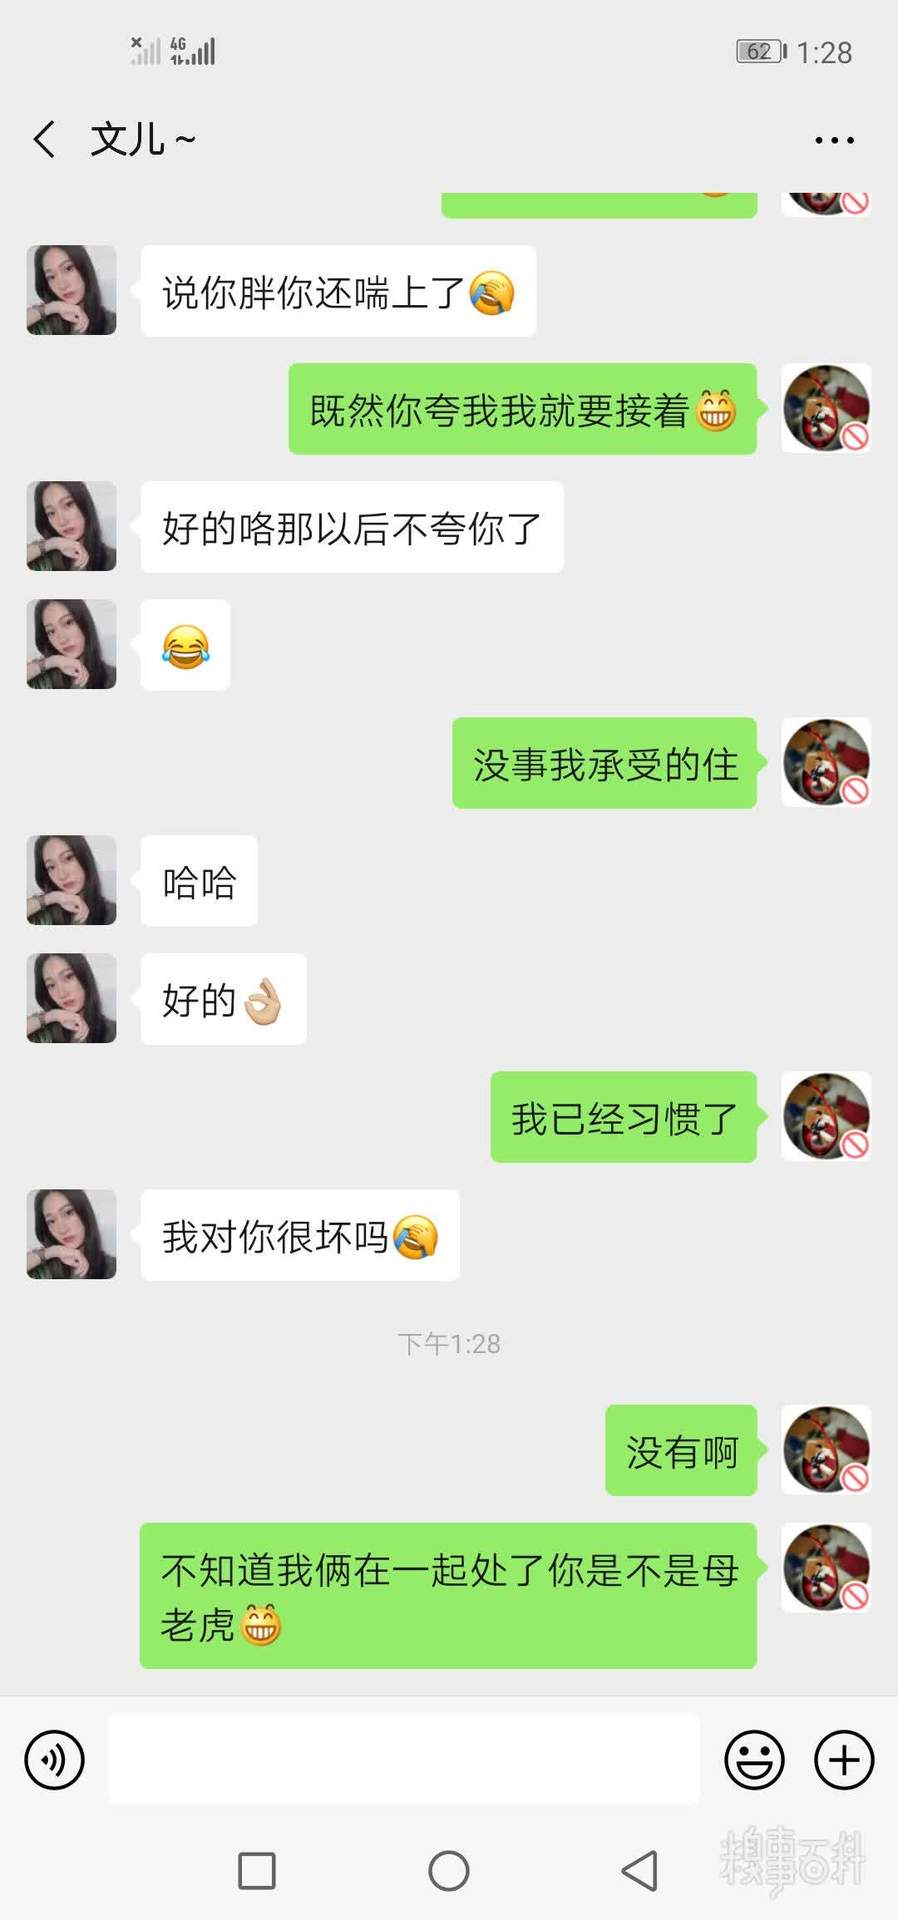 4G
62
1:28
文儿 ~
说你胖你还喘上了🤣
既然你夸我我就要接着😁
好的咯那以后不夸你了
😂
没事我承受的住
哈哈
好的👌🏼
我已经习惯了
我对你很坏吗
下午1:28
没有啊
不知道我俩在一起处了你是不是母
老虎😁
糗事百科